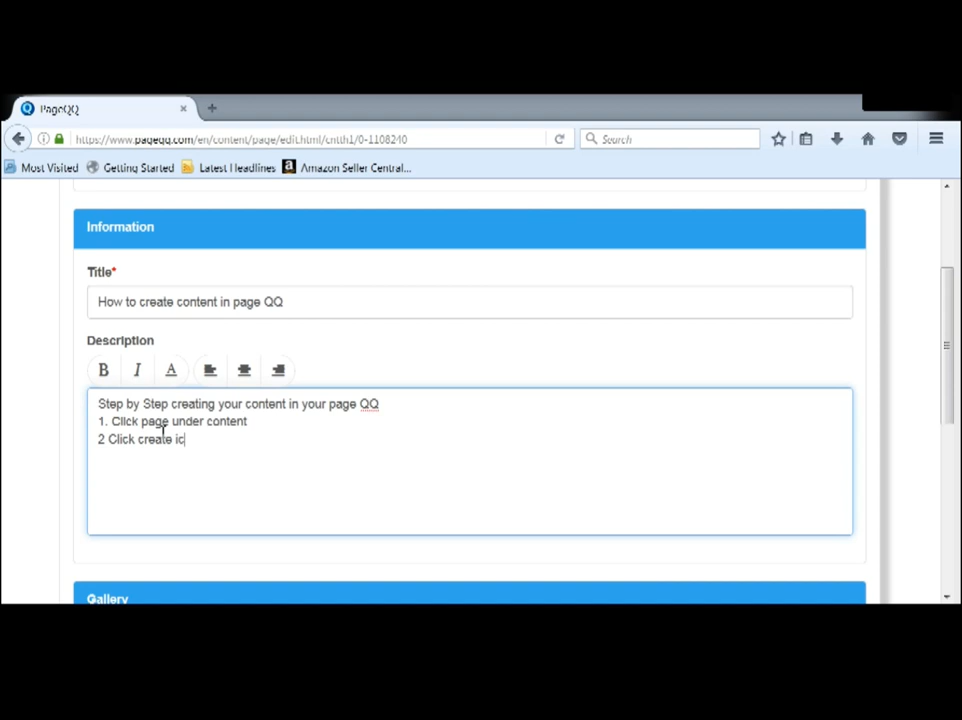 PageQQ
https://www.pageqq.com/en/content/page/edit.html/cntth1/0-1108240
Search
Most Visited Getting Started Latest Headlines Amazon Seller Central...
Information
Title*
How to create content in page QQ
Description
B I A
Step by Step creating your content in your page QQ
1. Click page under content
2 Click create ic
Gallery